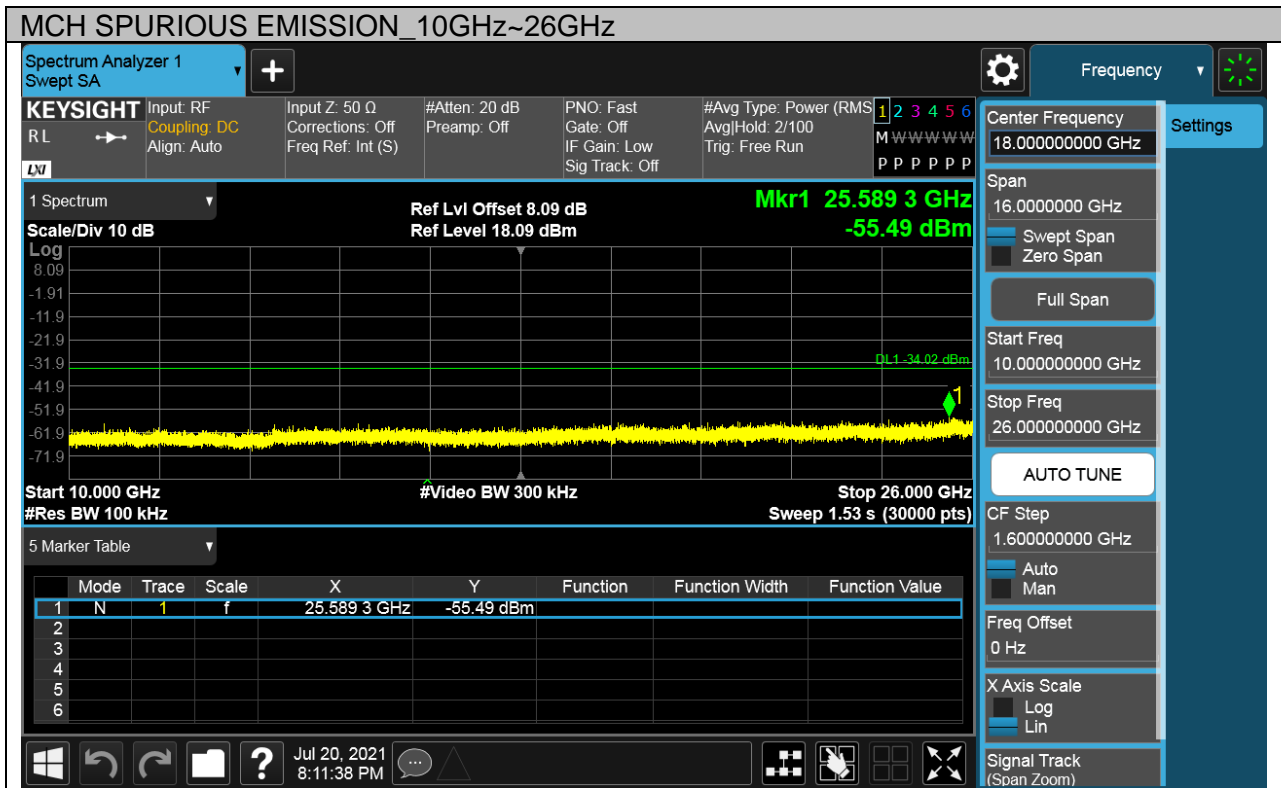 MCH SPURIOUS EMISSION_10GHz~26GHz
Spectrum Analyzer 1
Swept SA
Frequency
KEYSIGHT
RL
LXI
Input: RF
Coupling: DC
Align: Auto
Input Z: 50 Ω
Corrections: Off
Freq Ref: Int (S)
#Atten: 20 dB
Preamp: Off
PNO: Fast
Gate: Off
IF Gain: Low
Sig Track: Off
#Avg Type: Power (RMS
Avg|Hold: 2/100
Trig: Free Run
1 2 3 4 5 6
M W W W W W
P P P P P P
1 Spectrum
Scale/Div 10 dB
Ref Lvl Offset 8.09 dB
Ref Level 18.09 dBm
Mkr1 25.589 3 GHz
-55.49 dBm
Log
8.09
-1.91
-11.9
-21.9
-31.9
-41.9
-51.9
-61.9
-71.9
DL1 -34.02 dBm
1
Start 10.000 GHz
#Video BW 300 kHz
Stop 26.000 GHz
#Res BW 100 kHz
Sweep 1.53 s (30000 pts)
5 Marker Table
Mode Trace Scale X Y Function Function Width Function Value
1 N 1 f 25.589 3 GHz -55.49 dBm
2
3
4
5
6
Jul 20, 2021
8:11:38 PM
Center Frequency
18.000000000 GHz
Settings
Span
16.0000000 GHz
Swept Span
Zero Span
Full Span
Start Freq
10.000000000 GHz
Stop Freq
26.000000000 GHz
AUTO TUNE
CF Step
1.600000000 GHz
Auto
Man
Freq Offset
0 Hz
X Axis Scale
Log
Lin
Signal Track
(Span Zoom)